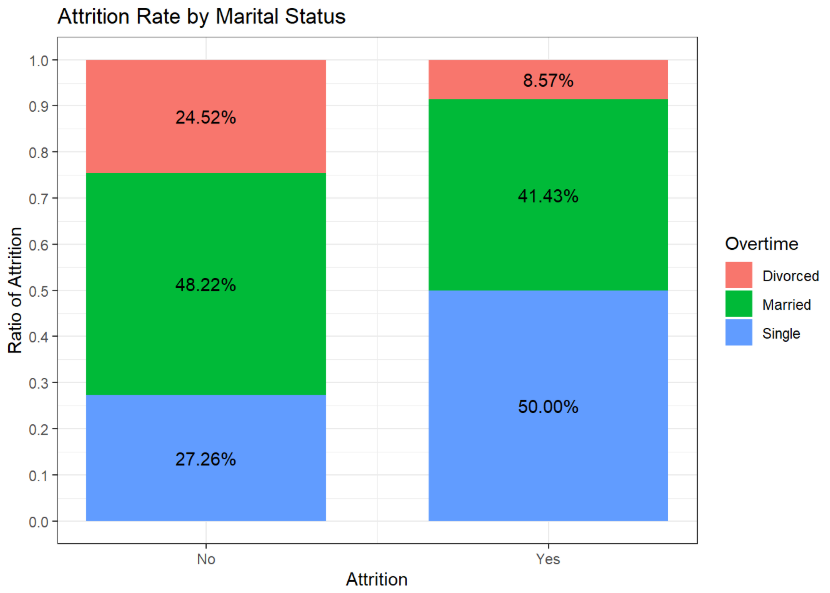 Attrition Rate by Marital Status
Ratio of Attrition
1.0
0.9
0.8
0.7
0.6
0.5
0.4
0.3
0.2
0.1
0.0
24.52%
48.22%
27.26%
8.57%
41.43%
50.00%
No
Yes
Attrition
Overtime
Divorced
Married
Single